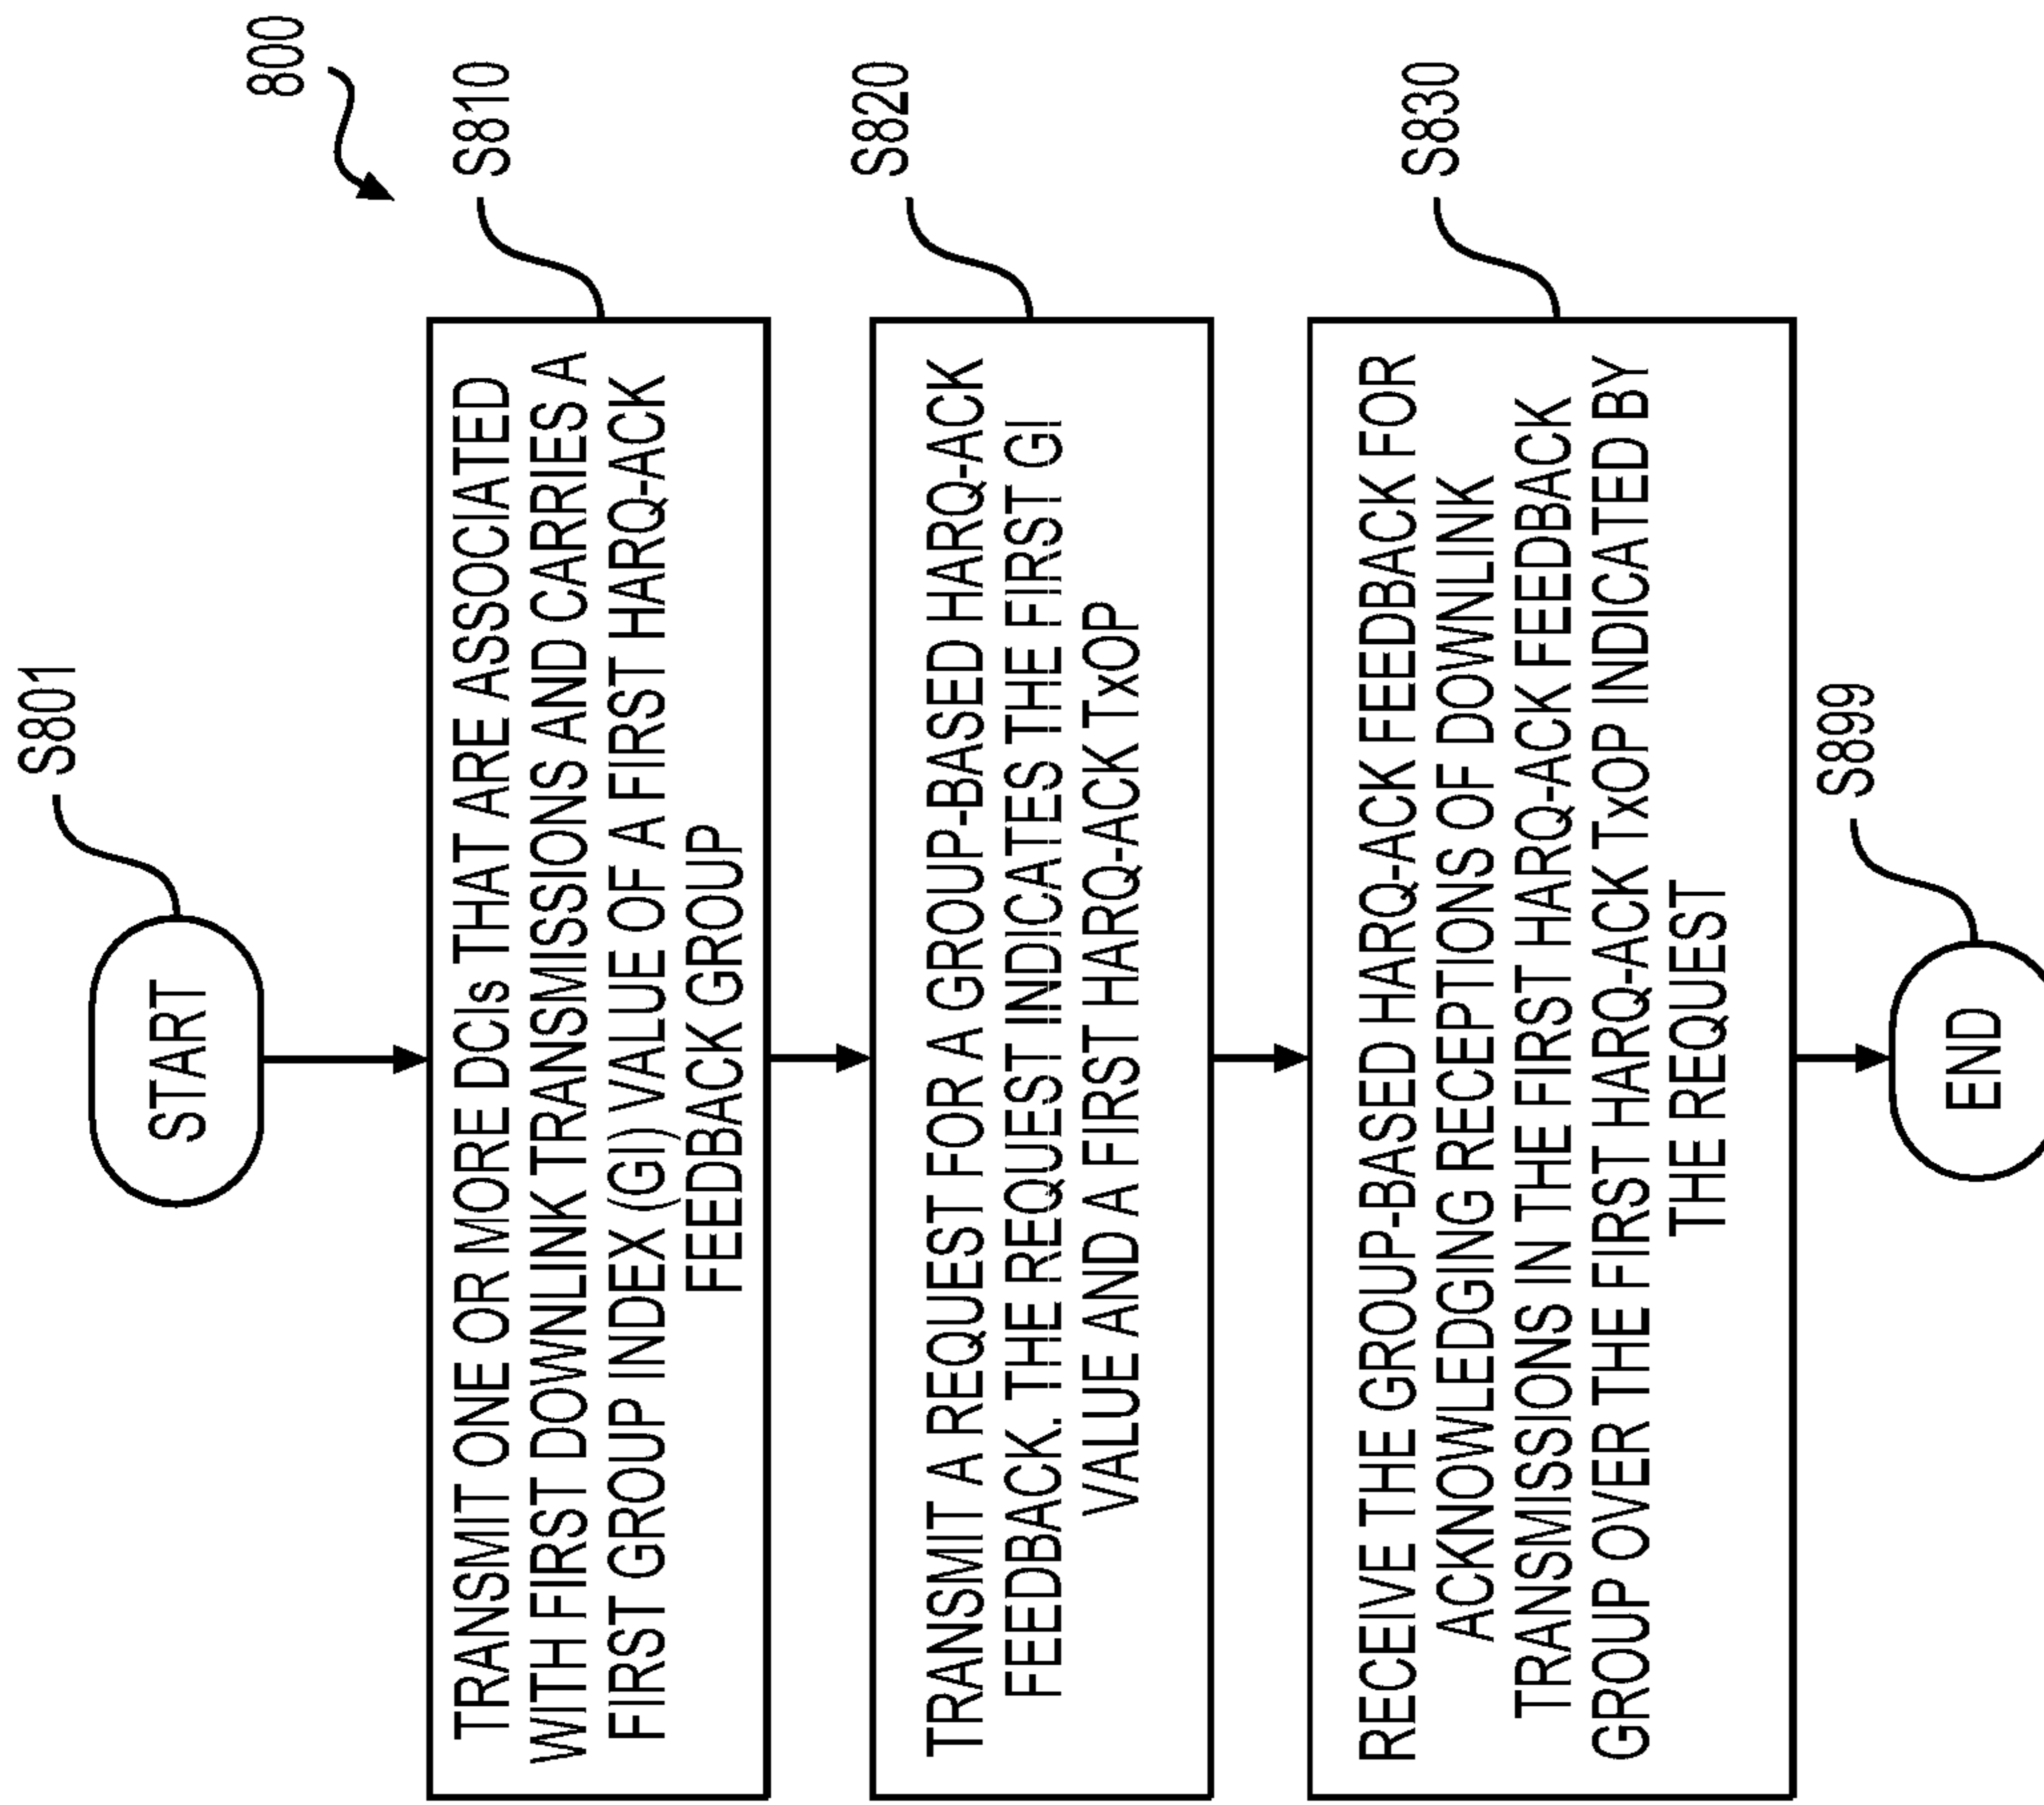 800
S801
START
S810
TRANSMIT ONE OR MORE DCIs THAT ARE ASSOCIATED
WITH FIRST DOWNLINK TRANSMISSIONS AND CARRIES A
FIRST GROUP INDEX (GI) VALUE OF A FIRST HARQ-ACK
FEEDBACK GROUP
S820
TRANSMIT A REQUEST FOR A GROUP-BASED HARQ-ACK
FEEDBACK. THE REQUEST INDICATES THE FIRST GI
VALUE AND A FIRST HARQ-ACK TxOP
S830
RECEIVE THE GROUP-BASED HARQ-ACK FEEDBACK FOR
ACKNOWLEDGING RECEPTIONS OF DOWNLINK
TRANSMISSIONS IN THE FIRST HARQ-ACK FEEDBACK
GROUP OVER THE FIRST HARQ-ACK TxOP INDICATED BY
THE REQUEST
S899
END